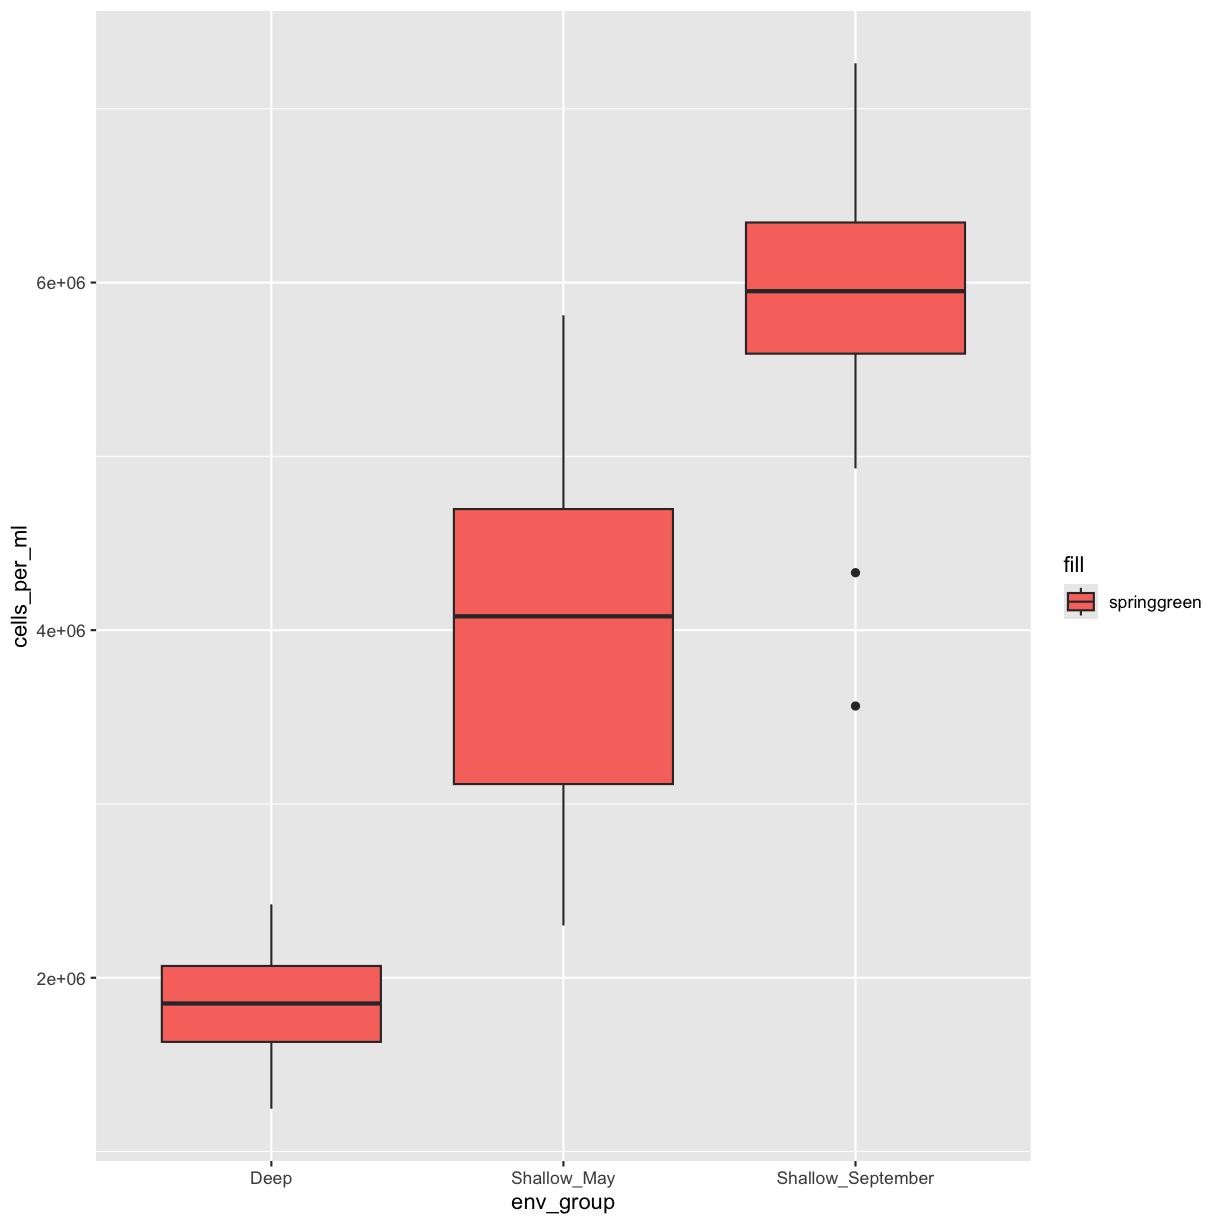 cells_per_ml
6e+06
4e+06
2e+06
Deep
Shallow_May
Shallow_September
env_group
fill
springgreen